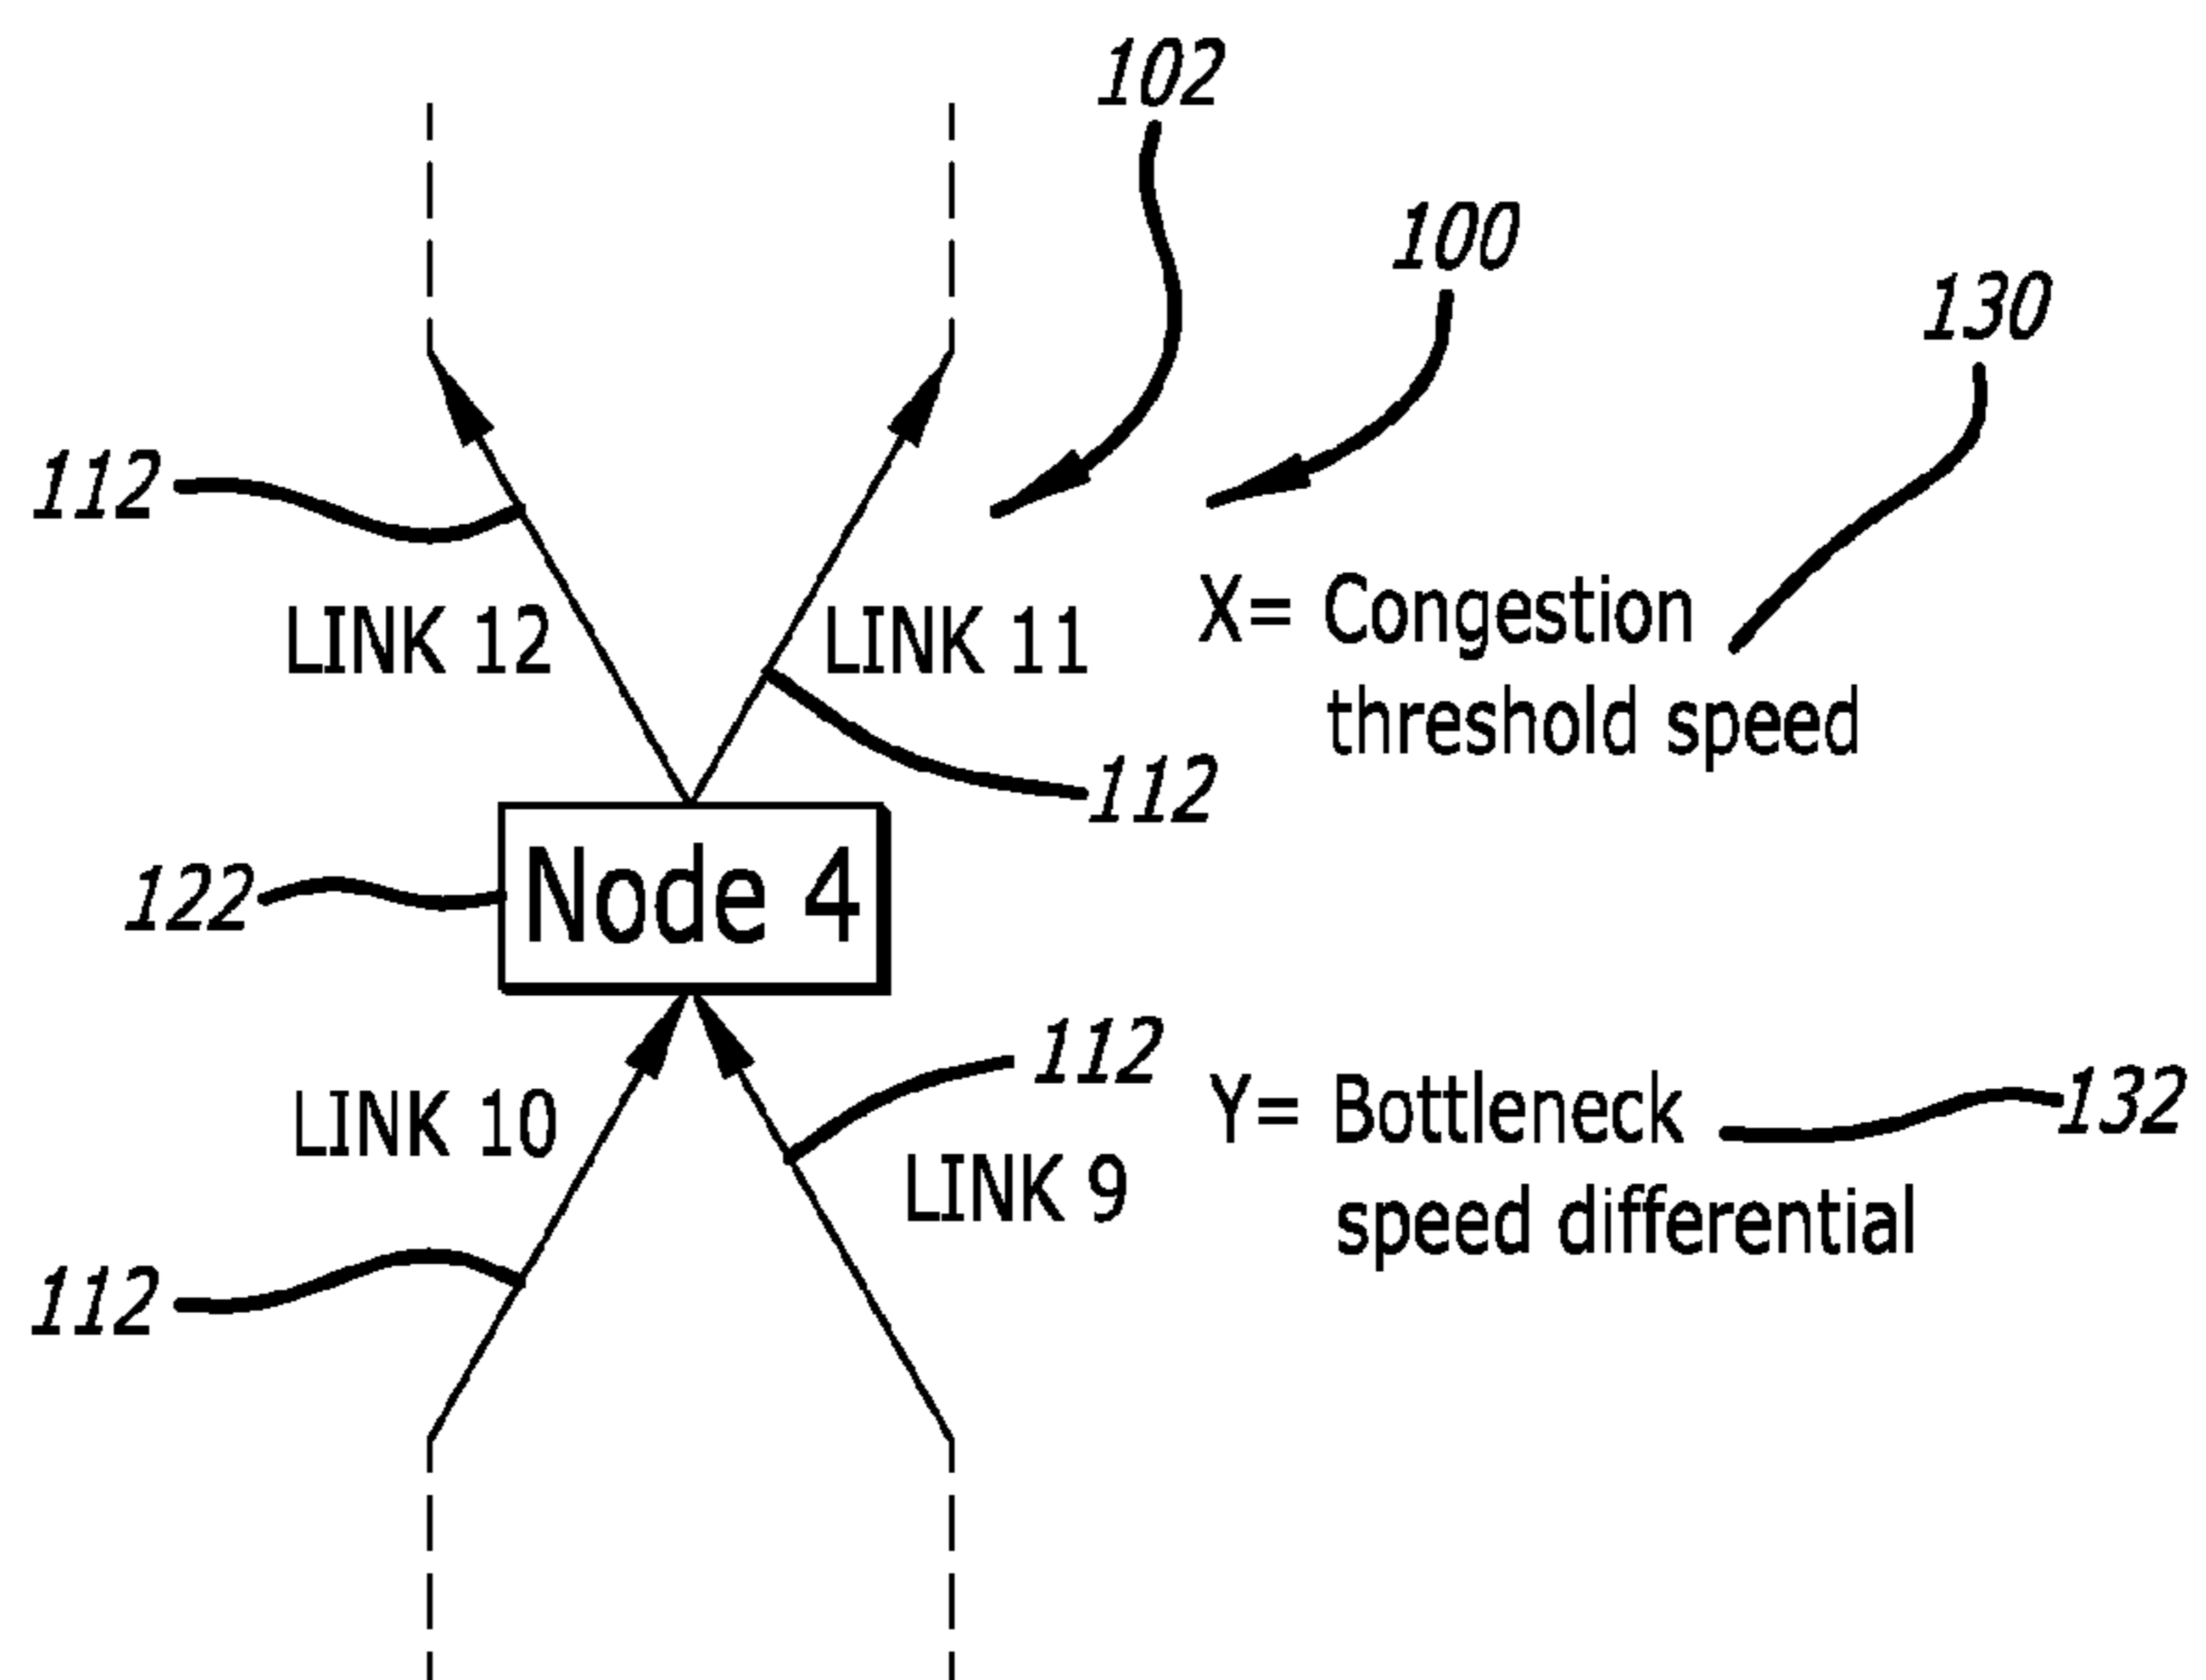 102
100
130
112
LINK 12
LINK 11
X= Congestion
threshold speed
112
122
Node 4
112
LINK 10
Y= Bottleneck
132
LINK 9
speed differential
112